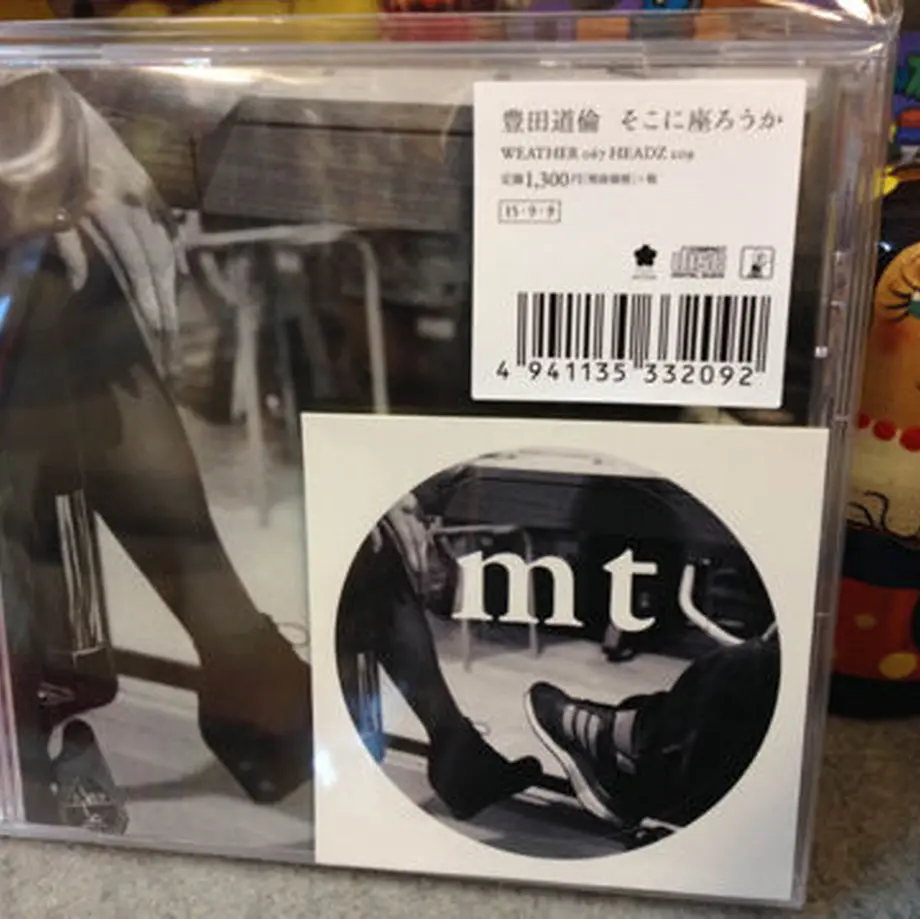 豊田道倫 そこに座ろうか
WEATHER 067 HEADZ 209
定価1,300円(税抜価格)+税
15・9・9
4 941135 332092
mt